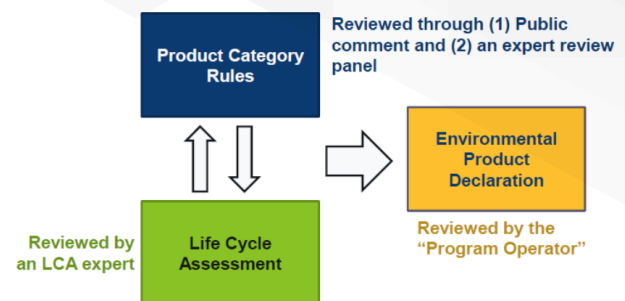 Product Category
Rules
Reviewed through (1) Public
comment and (2) an expert review
panel
Environmental
Product
Declaration
Reviewed by the
“Program Operator”
Reviewed by
an LCA expert
Life Cycle
Assessment